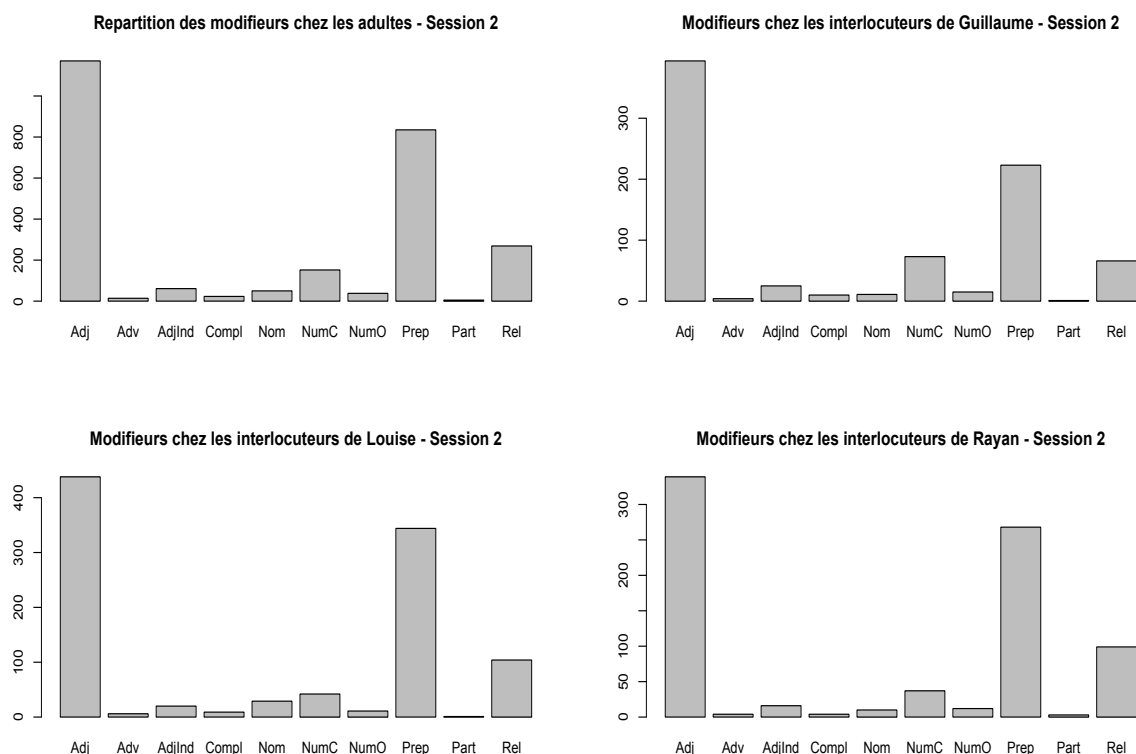 Repartition des modifieurs chez les adultes - Session 2
800
600
400
200
0
Adj Adv AdjInd Compl Nom NumC NumO Prep Part Rel
Modifieurs chez les interlocuteurs de Guillaume - Session 2
300
200
100
0
Adj Adv AdjInd Compl Nom NumC NumO Prep Part Rel
Modifieurs chez les interlocuteurs de Louise - Session 2
400
300
200
100
0
Adj Adv AdjInd Compl Nom NumC NumO Prep Part Rel
Modifieurs chez les interlocuteurs de Rayan - Session 2
300
200
100
50
0
Adj Adv AdjInd Compl Nom NumC NumO Prep Part Rel